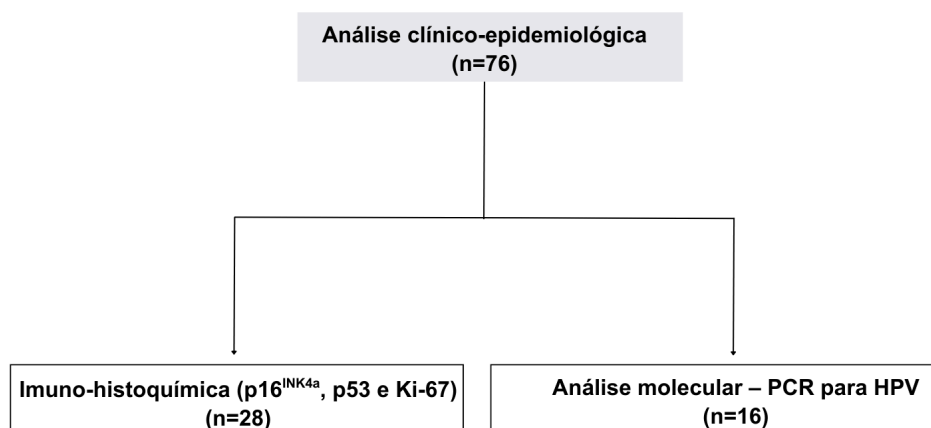 Análise clínico-epidemiológica
(n=76)
Imuno-histoquímica (p16INK4a, p53 e Ki-67)
(n=28)
Análise molecular – PCR para HPV
(n=16)